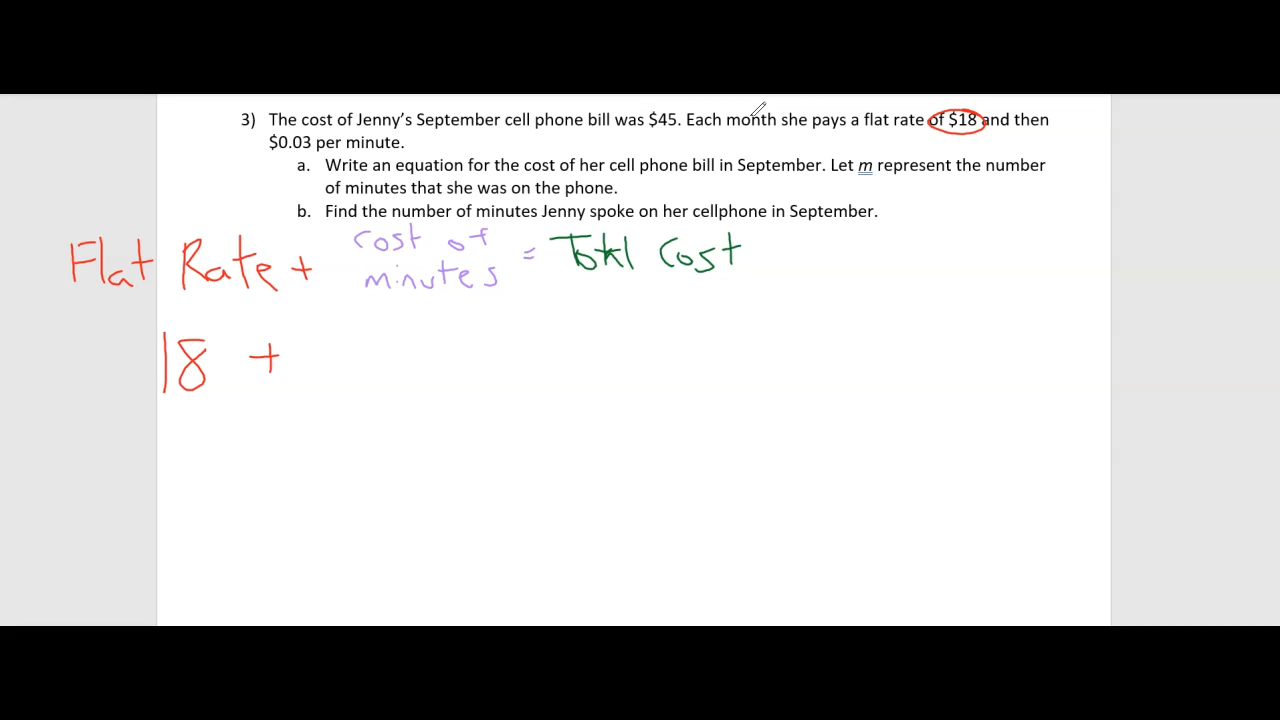 3) The cost of Jenny's September cell phone bill was $45. Each month she pays a flat rate of $18 and then
$0.03 per minute.
a. Write an equation for the cost of her cell phone bill in September. Let m represent the number
of minutes that she was on the phone.
b. Find the number of minutes Jenny spoke on her cellphone in September.
Flat Rate + cost of minutes = Total Cost
18 +